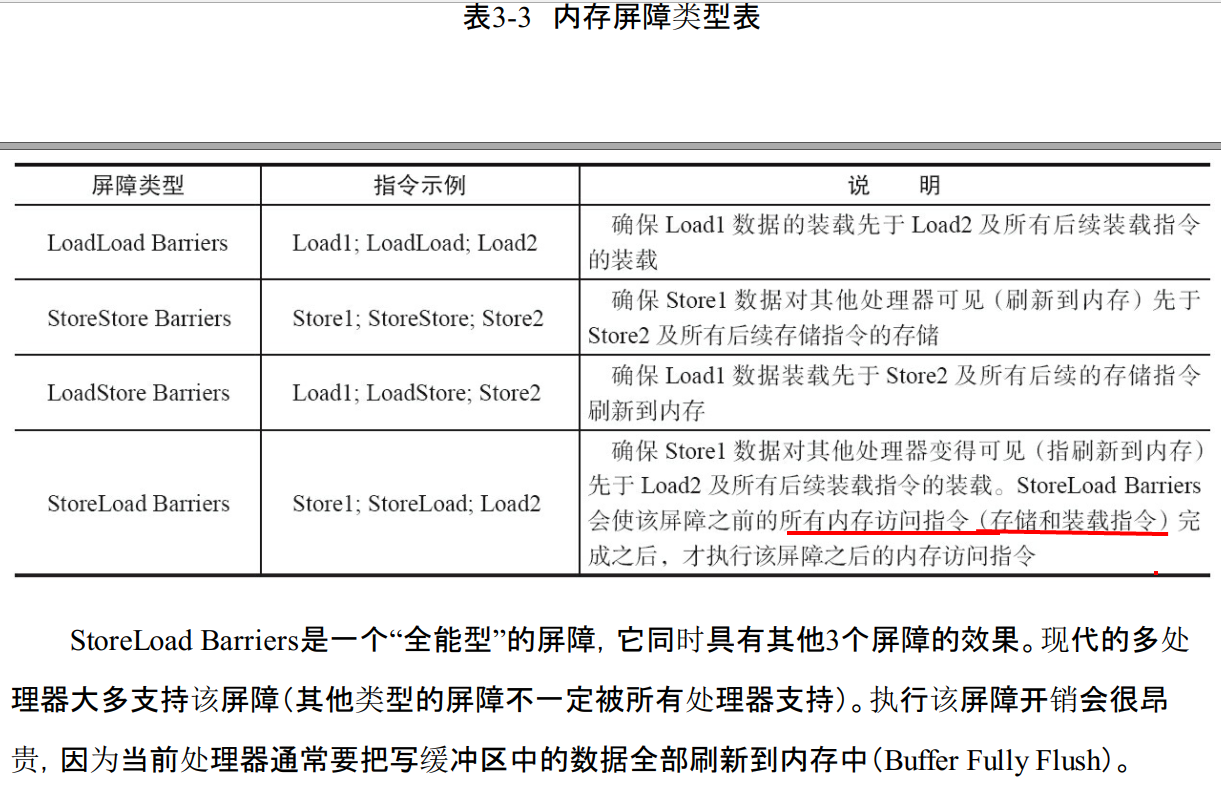 表3-3 内存屏障类型表
屏障类型 指令示例 说 明
LoadLoad Barriers Load1; LoadLoad; Load2 确保 Load1 数据的装载先于 Load2 及所有后续装载指令
的装载
StoreStore Barriers Store1; StoreStore; Store2 确保 Store1 数据对其他处理器可见（刷新到内存）先于
Store2 及所有后续存储指令的存储
LoadStore Barriers Load1; LoadStore; Store2 确保 Load1 数据装载先于 Store2 及所有后续的存储指令
刷新到内存
StoreLoad Barriers Store1; StoreLoad; Load2 确保 Store1 数据对其他处理器变得可见（指刷新到内存）
先于 Load2 及所有后续装载指令的装载。StoreLoad Barriers
会使该屏障之前的所有内存访问指令（存储和装载指令）完
成之后，才执行该屏障之后的内存访问指令
StoreLoad Barriers是一个“全能型”的屏障，它同时具有其他3个屏障的效果。现代的多处
理器大多支持该屏障（其他类型的屏障不一定被所有处理器支持）。执行该屏障开销会很昂
贵，因为当前处理器通常要把写缓冲区中的数据全部刷新到内存中（Buffer Fully Flush）。